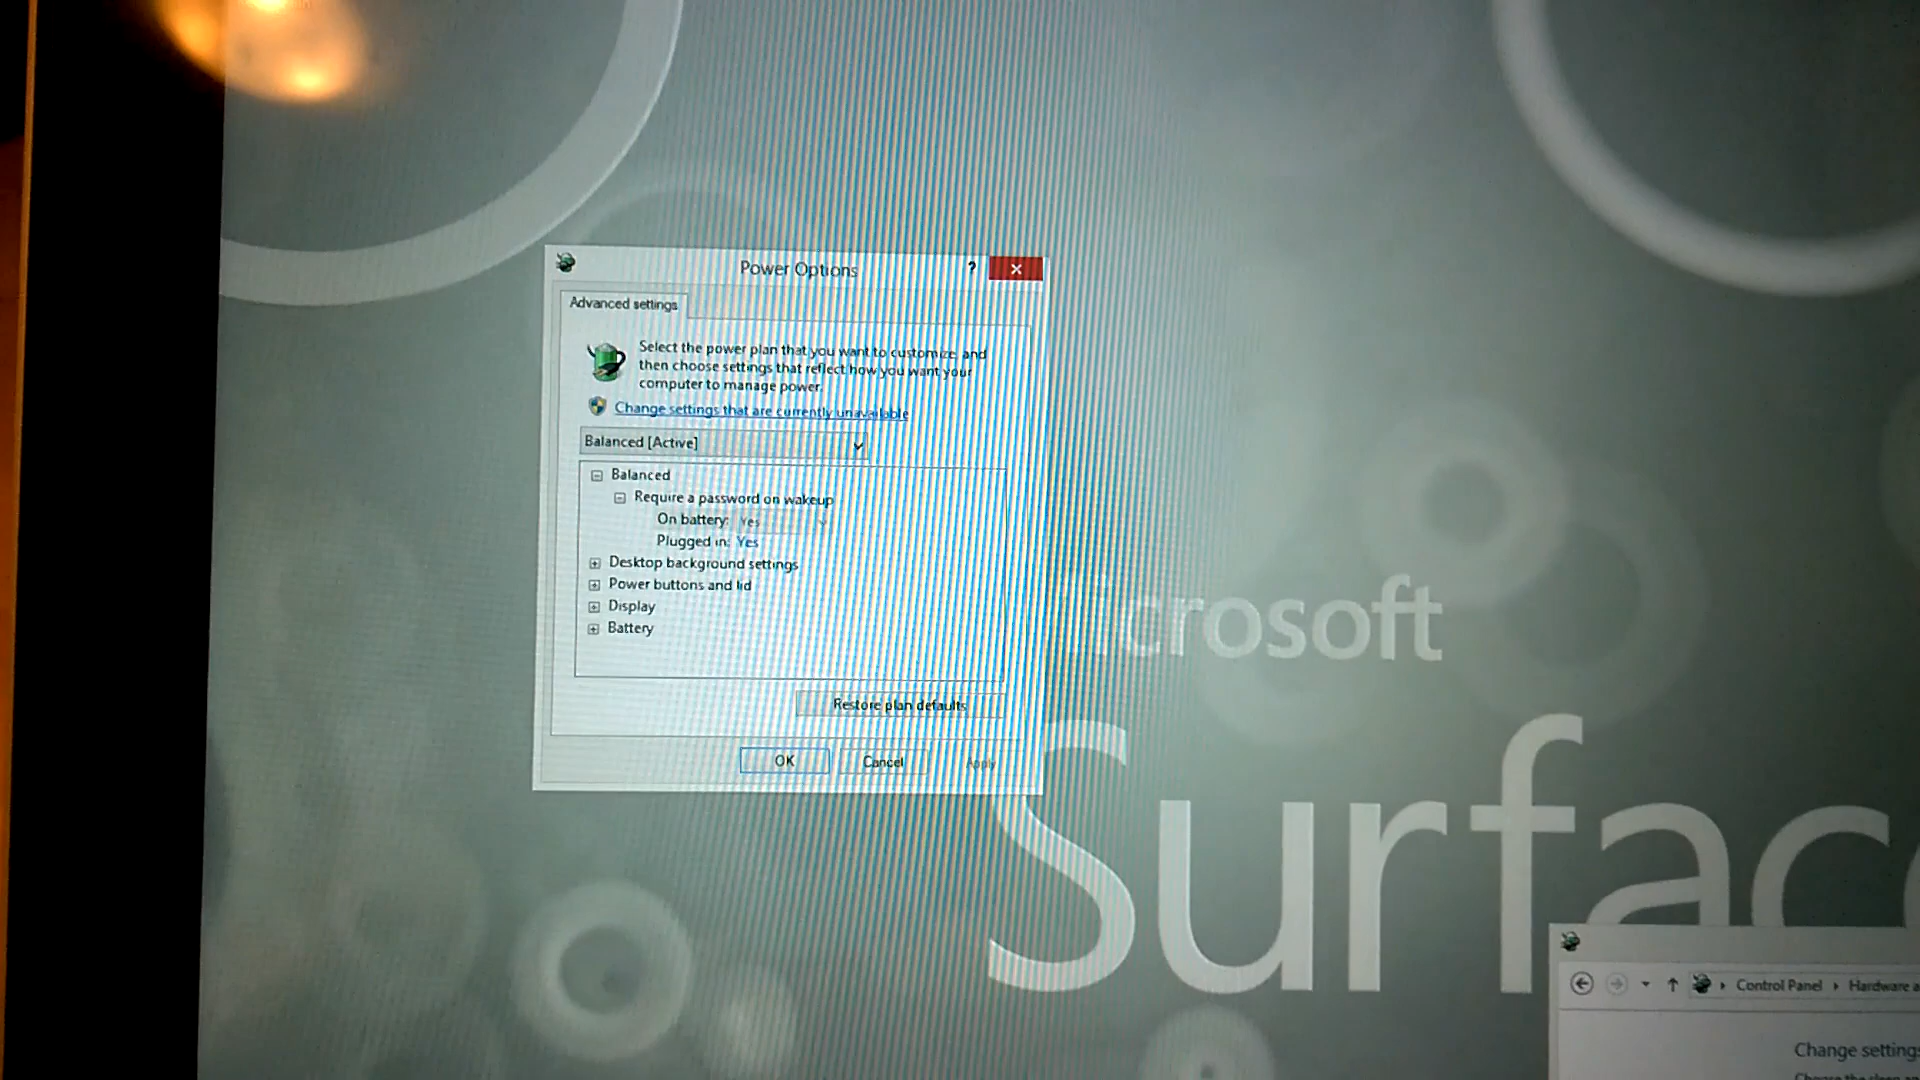 Power Options
?
Advanced settings
Select the power plan that you want to customize, and
then choose settings that reflect how you want your
computer to manage power.
Change settings that are currently unavailable
Balanced [Active]
Balanced
Require a password on wakeup
On battery: Yes
Plugged in: Yes
Desktop background settings
Power buttons and lid
Display
Battery
Restore plan defaults
OK Cancel Apply
icrosoft
Surfac
Control Panel Hardware a
Change settings